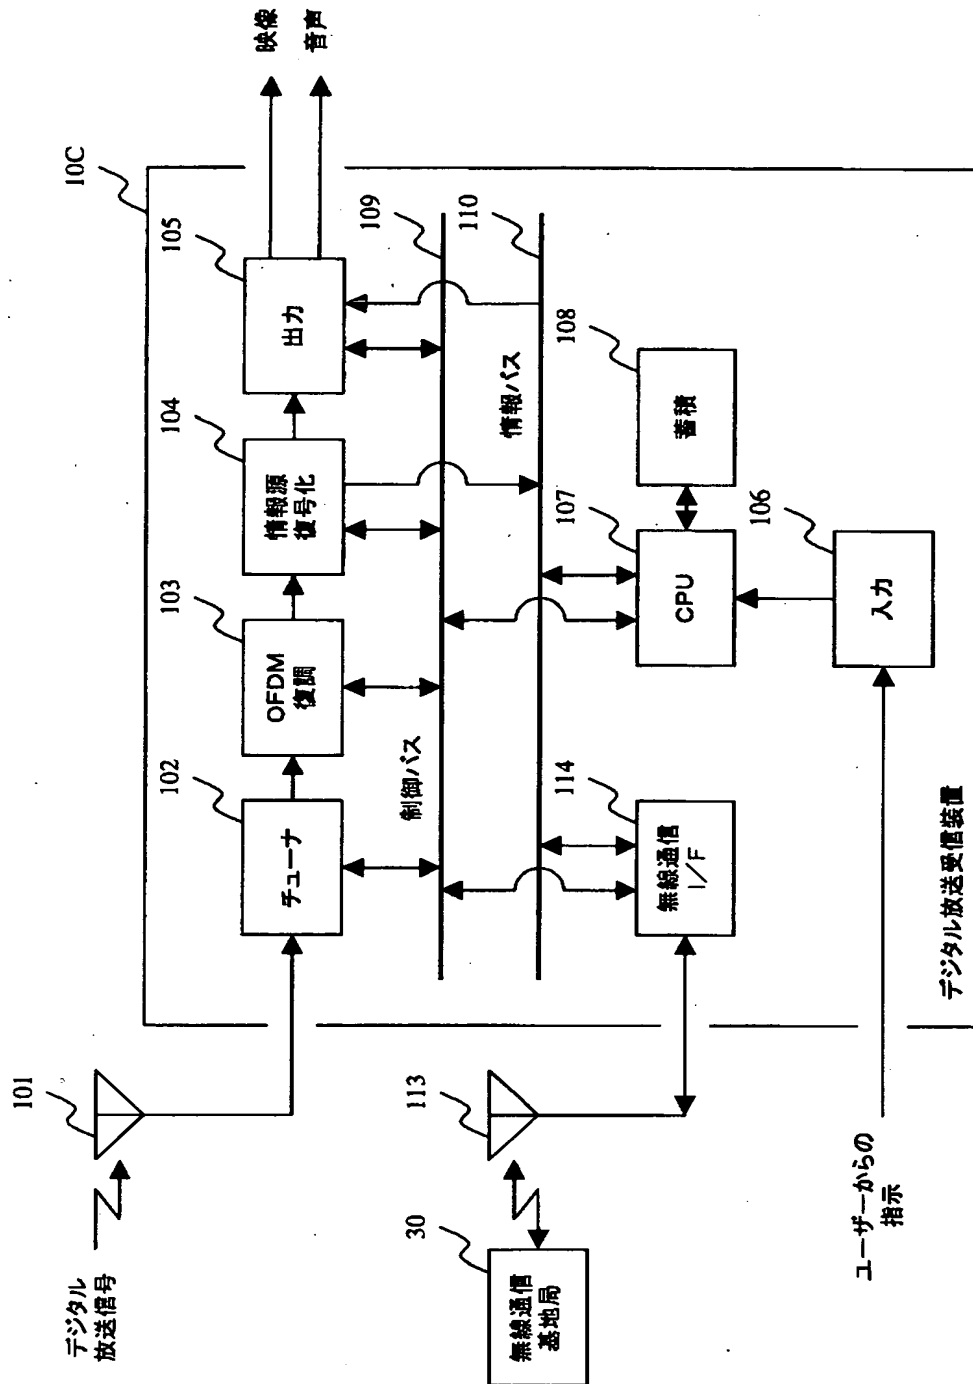 デジタル
放送信号
101
102
チューナ
103
OFDM
復調
104
情報源
復号化
105
出力
10C
映像
音声
制御バス
109
情報バス
110
30
無線通信
基地局
113
114
無線通信
I/F
107
CPU
108
蓄積
106
入力
ユーザーからの
指示
デジタル放送受信装置